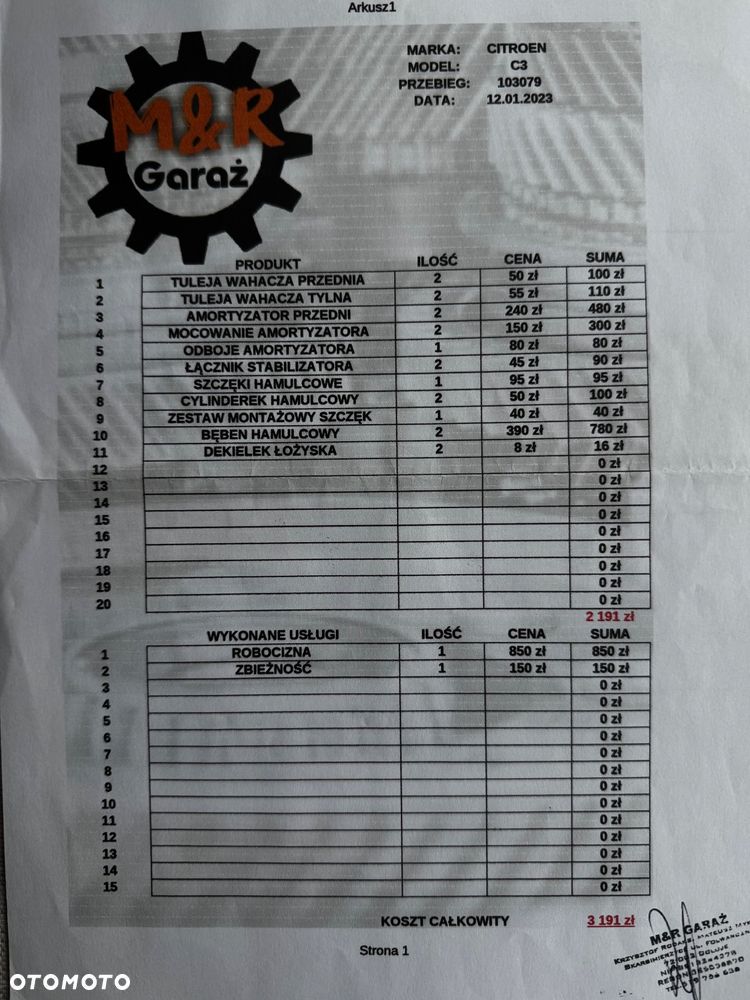 Arkusz1
M&R
Garaż
MARKA: CITROEN
MODEL: C3
PRZEBIEG: 103079
DATA: 12.01.2023
PRODUKT ILOŚĆ CENA SUMA
1 TULEJA WAHACZA PRZEDNIA 2 50 zł 100 zł
2 TULEJA WAHACZA TYLNA 2 55 zł 110 zł
3 AMORTYZATOR PRZEDNI 2 240 zł 480 zł
4 MOCOWANIE AMORTYZATORA 2 150 zł 300 zł
5 ODBOJE AMORTYZATORA 1 80 zł 80 zł
6 ŁĄCZNIK STABILIZATORA 2 45 zł 90 zł
7 SZCZĘKI HAMULCOWE 1 95 zł 95 zł
8 CYLINDEREK HAMULCOWY 2 50 zł 100 zł
9 ZESTAW MONTAŻOWY SZCZĘK 1 40 zł 40 zł
10 BĘBEN HAMULCOWY 2 390 zł 780 zł
11 DEKIELEK ŁOŻYSKA 2 8 zł 16 zł
12 0 zł
13 0 zł
14 0 zł
15 0 zł
16 0 zł
17 0 zł
18 0 zł
19 0 zł
20 0 zł
2 191 zł
WYKONANE USŁUGI ILOŚĆ CENA SUMA
1 ROBOCIZNA 1 850 zł 850 zł
2 ZBIEŻNOŚĆ 1 150 zł 150 zł
3 0 zł
4 0 zł
5 0 zł
6 0 zł
7 0 zł
8 0 zł
9 0 zł
10 0 zł
11 0 zł
12 0 zł
13 0 zł
14 0 zł
15 0 zł
KOSZT CAŁKOWITY 3 191 zł
Strona 1
M&R GARAŻ
KRZYSZTOF MATEUSZ
UL.
72-002 DOŁUJE
NIP
REGON
TEL.
OTOMOTO